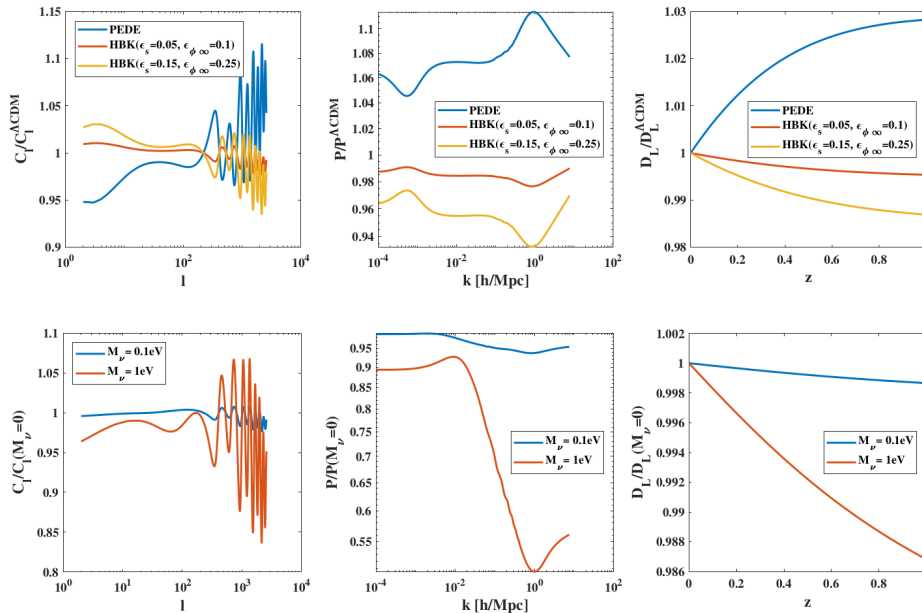 C_l/C_l^ΛCDM
1.15
1.1
1.05
1
0.95
0.9
10^0
10^2
10^4
l
PEDE
HBK(ϵ_s=0.05, ϵ_ϕ∞=0.1)
HBK(ϵ_s=0.15, ϵ_ϕ∞=0.25)
P/P^ΛCDM
1.12
1.1
1.08
1.06
1.04
1.02
1
0.98
0.96
0.94
10^-4
10^-2
10^0
10^2
k [h/Mpc]
PEDE
HBK(ϵ_s=0.05, ϵ_ϕ∞=0.1)
HBK(ϵ_s=0.15, ϵ_ϕ∞=0.25)
D_L/D_L^ΛCDM
1.03
1.02
1.01
1
0.99
0.98
0
0.2
0.4
0.6
0.8
z
PEDE
HBK(ϵ_s=0.05, ϵ_ϕ∞=0.1)
HBK(ϵ_s=0.15, ϵ_ϕ∞=0.25)
C_l/C_l(M_ν=0)
1.1
1.05
1
0.95
0.9
0.85
0.8
10^0
10^1
10^2
10^3
10^4
l
M_ν= 0.1eV
M_ν= 1eV
P/P(M_ν=0)
0.95
0.9
0.85
0.8
0.75
0.7
0.65
0.6
0.55
10^-4
10^-2
10^0
10^2
k [h/Mpc]
M_ν= 0.1eV
M_ν= 1eV
D_L/D_L(M_ν=0)
1.002
1
0.998
0.996
0.994
0.992
0.99
0.988
0.986
0
0.2
0.4
0.6
0.8
z
M_ν= 0.1eV
M_ν= 1eV